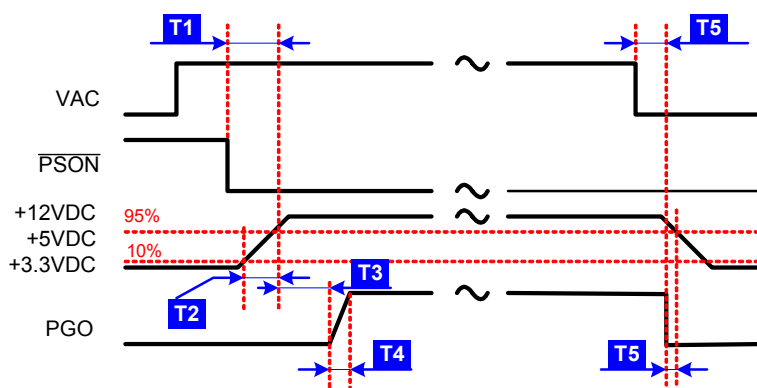 T1
T5
VAC
PSON
+12VDC
95%
+5VDC
10%
+3.3VDC
T3
T2
PGO
T4
T5